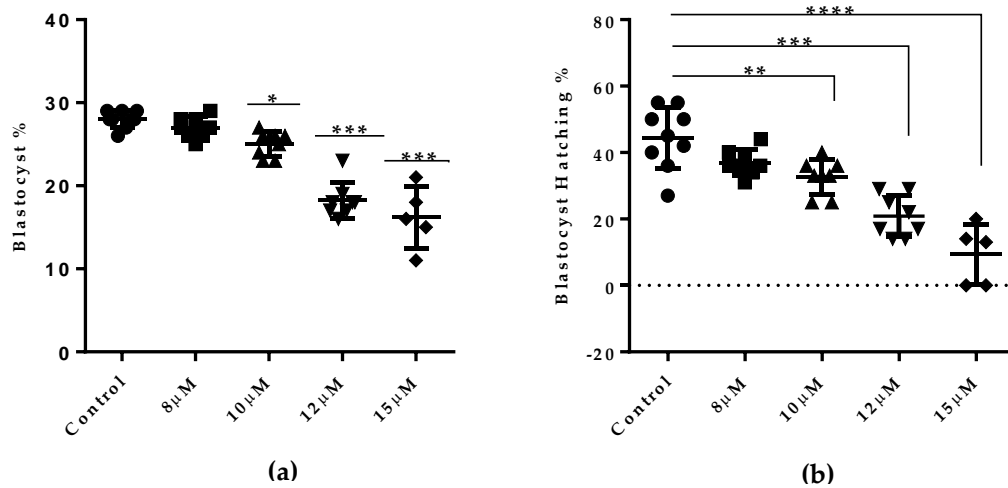 Blastocyst %
40
30
20
10
0
*
***
***
Control
8μM
10μM
12μM
15μM
(a)
Blastocyst Hatching %
80
60
40
20
0
-20
****
***
**
Control
8μM
10μM
12μM
15μM
(b)